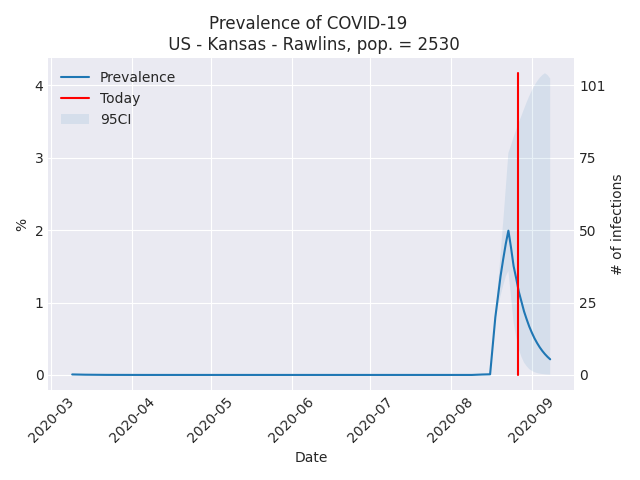 Prevalence of COVID-19
US - Kansas - Rawlins, pop. = 2530
Prevalence
Today
95CI
4
3
2
1
0
%
101
75
50
25
0
# of infections
2020-03
2020-04
2020-05
2020-06
2020-07
2020-08
2020-09
Date